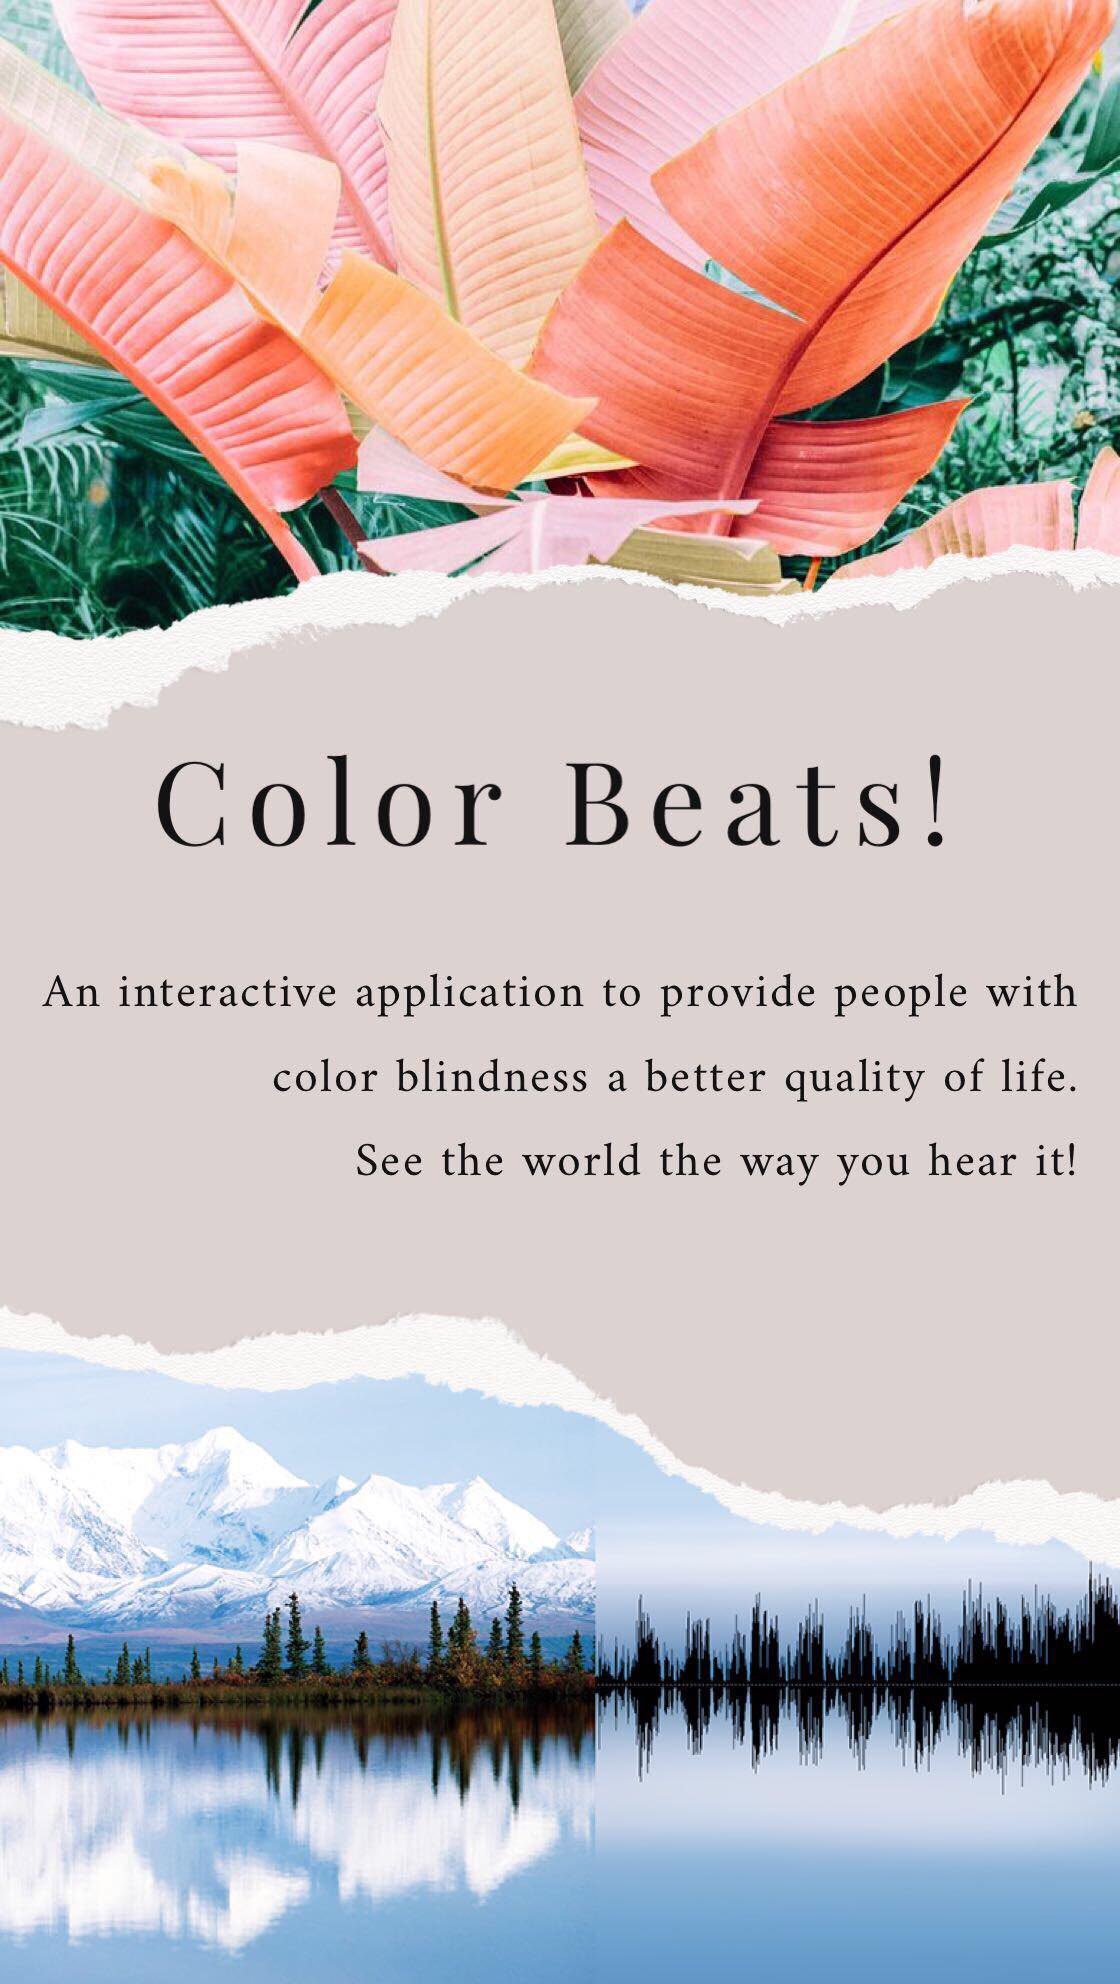 Color Beats!
An interactive application to provide people with
color blindness a better quality of life.
See the world the way you hear it!